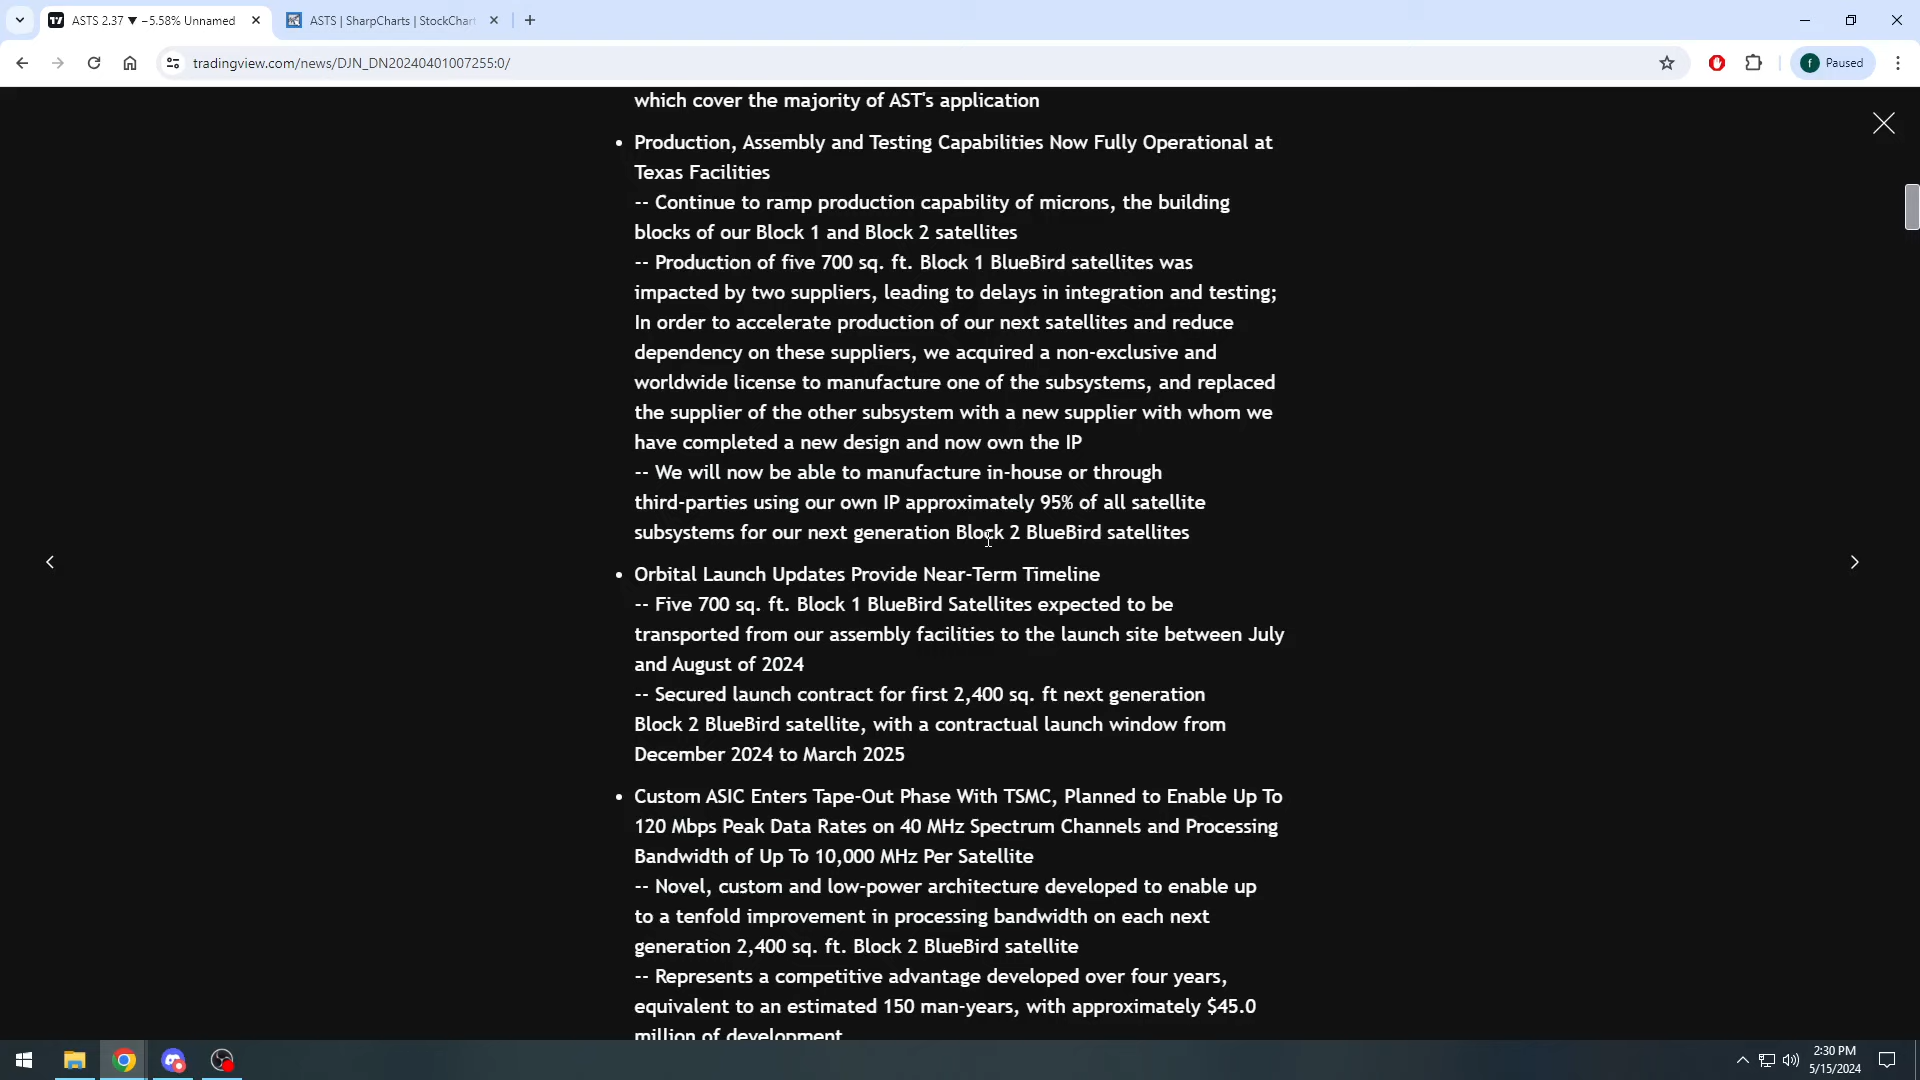 ASTS 2.37 ▼ −5.58% Unnamed
ASTS | SharpCharts | StockChar
tradingview.com/news/DJN_DN20240401007255:0/
f Paused
which cover the majority of AST's application
• Production, Assembly and Testing Capabilities Now Fully Operational at
Texas Facilities
-- Continue to ramp production capability of microns, the building
blocks of our Block 1 and Block 2 satellites
-- Production of five 700 sq. ft. Block 1 BlueBird satellites was
impacted by two suppliers, leading to delays in integration and testing;
In order to accelerate production of our next satellites and reduce
dependency on these suppliers, we acquired a non-exclusive and
worldwide license to manufacture one of the subsystems, and replaced
the supplier of the other subsystem with a new supplier with whom we
have completed a new design and now own the IP
-- We will now be able to manufacture in-house or through
third-parties using our own IP approximately 95% of all satellite
subsystems for our next generation Block 2 BlueBird satellites
• Orbital Launch Updates Provide Near-Term Timeline
-- Five 700 sq. ft. Block 1 BlueBird Satellites expected to be
transported from our assembly facilities to the launch site between July
and August of 2024
-- Secured launch contract for first 2,400 sq. ft next generation
Block 2 BlueBird satellite, with a contractual launch window from
December 2024 to March 2025
• Custom ASIC Enters Tape-Out Phase With TSMC, Planned to Enable Up To
120 Mbps Peak Data Rates on 40 MHz Spectrum Channels and Processing
Bandwidth of Up To 10,000 MHz Per Satellite
-- Novel, custom and low-power architecture developed to enable up
to a tenfold improvement in processing bandwidth on each next
generation 2,400 sq. ft. Block 2 BlueBird satellite
-- Represents a competitive advantage developed over four years,
equivalent to an estimated 150 man-years, with approximately $45.0
million of development
2:30 PM
5/15/2024